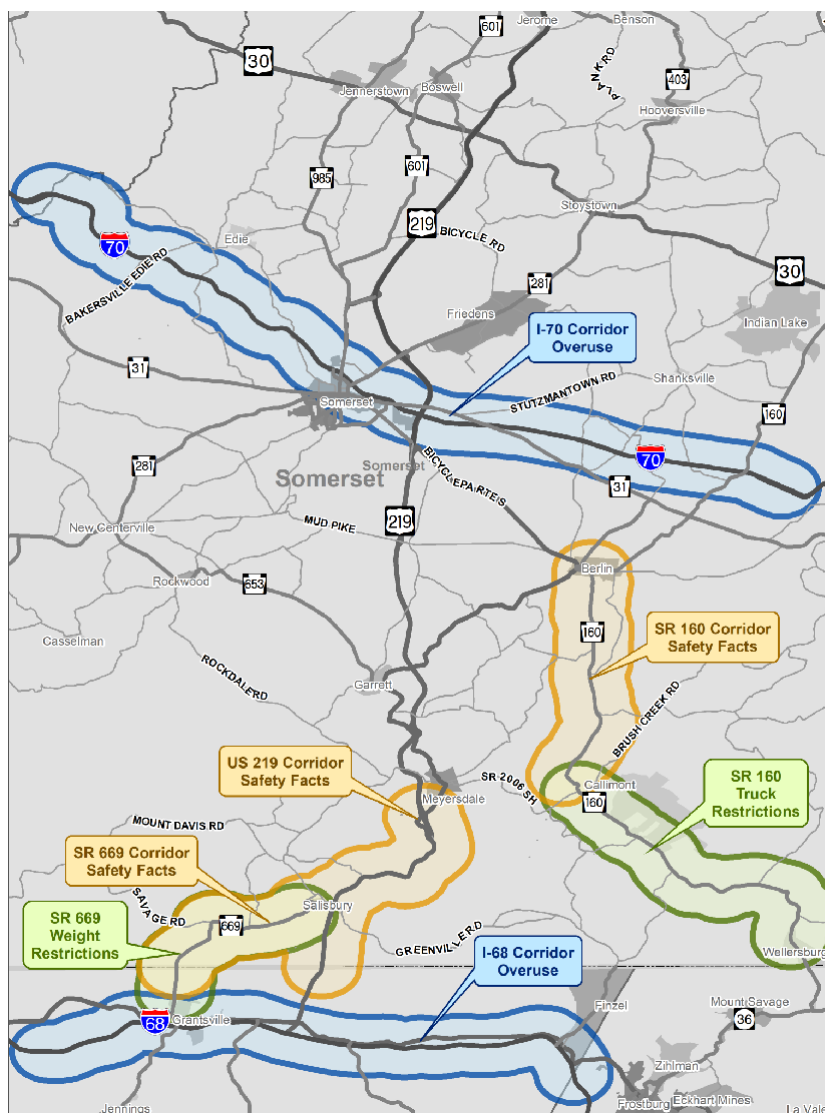 Jerome
Benson
601
30
PLANK RD
403
Jennerstown
Boswell
Hooversville
601
985
Stoystown
219
BICYCLE RD
70
Edie
BAKERSVILLE EDIE RD
30
281
Friedens
Indian Lake
I-70 Corridor
Overuse
31
STUTZMANTOWN RD
Shanksville
Somerset
160
281
Somerset
Somerset
70
31
New Centerville
MUD PIKE
219
Rockwood
653
Berlin
Casselman
160
SR 160 Corridor
Safety Facts
ROCKDALE RD
Garrett
BRUSH CREEK RD
US 219 Corridor
Safety Facts
SR 2006 SH
Callimont
SR 160
Truck
Restrictions
Meyersdale
160
MOUNT DAVIS RD
SR 669 Corridor
Safety Facts
SAVAGE RD
Salisbury
SR 669
Weight
Restrictions
669
GREENVILLE RD
I-68 Corridor
Overuse
Wellersburg
Finzel
Mount Savage
68
Grantsville
36
Zihlman
Jennings
Frostburg
Eckhart Mines
La Vale